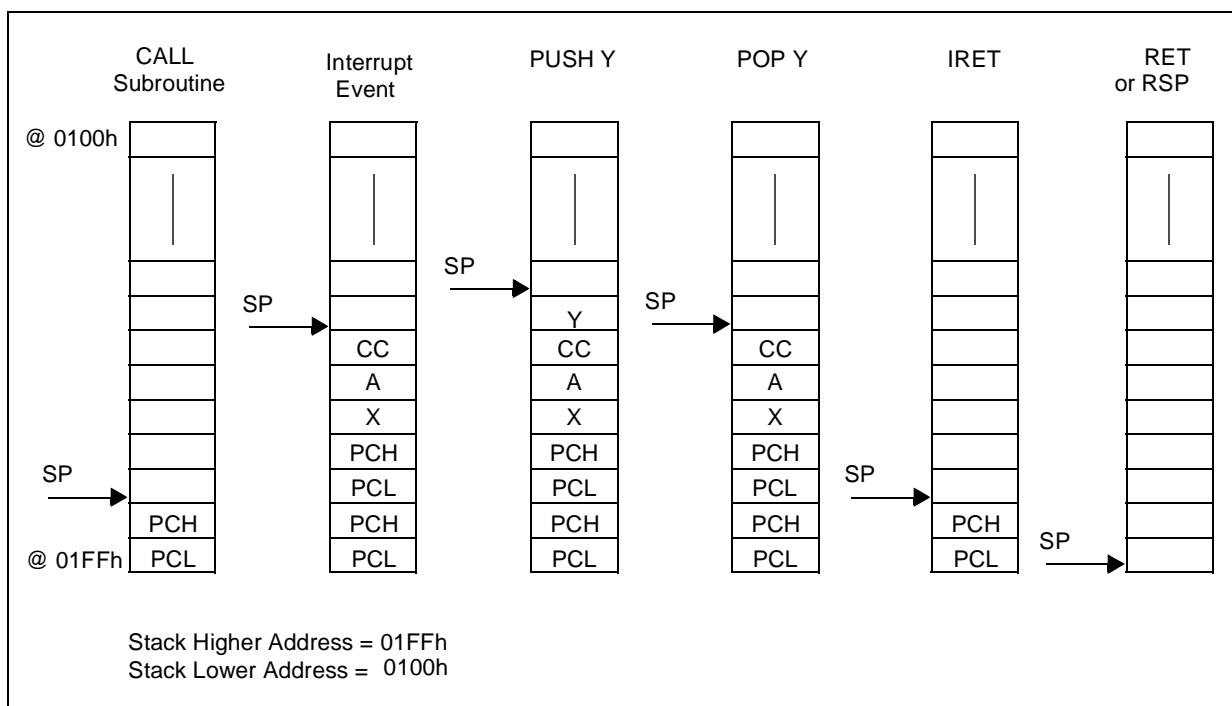 CALL
Subroutine
Interrupt
Event
PUSH Y
POP Y
IRET
RET
or RSP
@ 0100h
SP
SP
SP
Y
CC
CC
CC
A
A
A
X
X
X
PCH
PCH
PCH
SP
SP
PCL
PCL
PCL
PCH
PCH
PCH
PCH
PCH
SP
@ 01FFh
PCL
PCL
PCL
PCL
PCL
Stack Higher Address = 01FFh
Stack Lower Address = 0100h